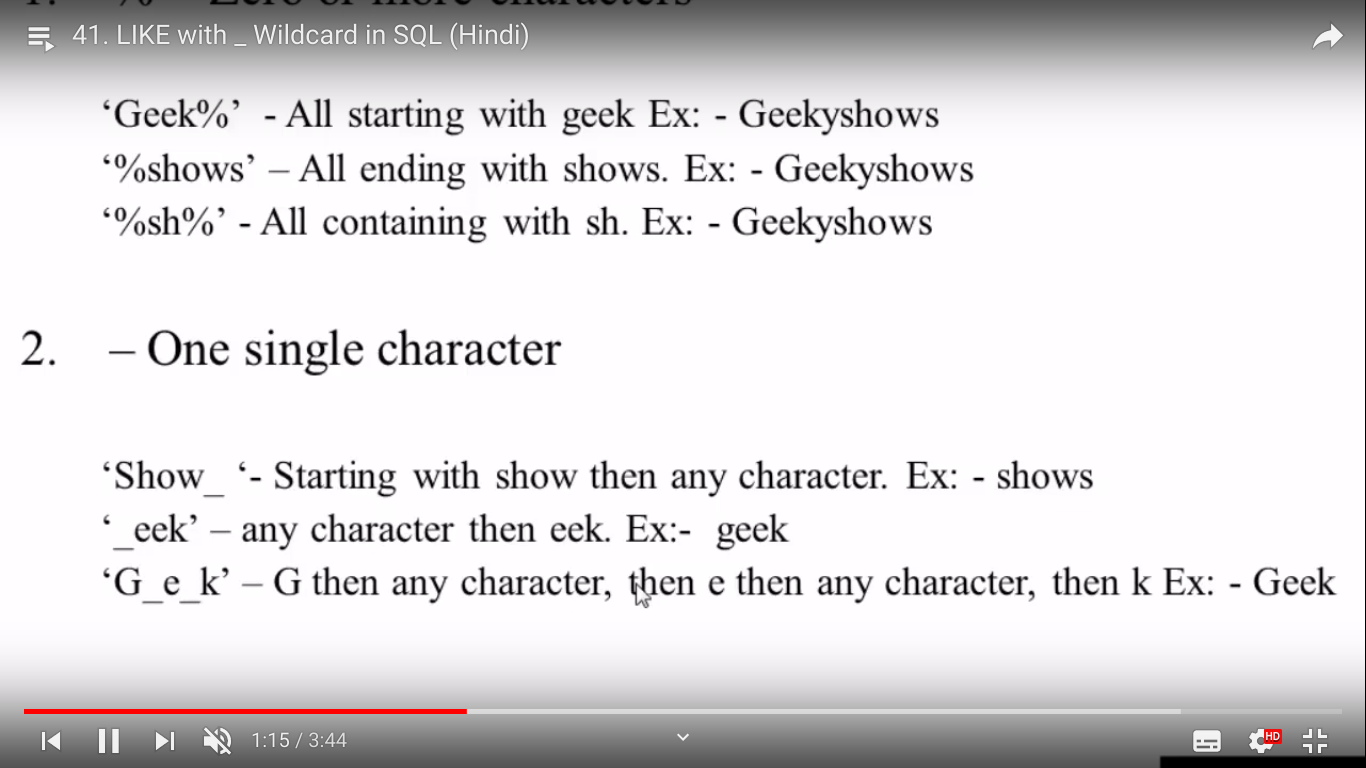 1. % – Zero or more characters
41. LIKE with _ Wildcard in SQL (Hindi)
‘Geek%’ - All starting with geek Ex: - Geekyshows
‘%shows’ – All ending with shows. Ex: - Geekyshows
‘%sh%’ - All containing with sh. Ex: - Geekyshows
2. – One single character
‘Show_ ‘- Starting with show then any character. Ex: - shows
‘_eek’ – any character then eek. Ex:- geek
‘G_e_k’ – G then any character, then e then any character, then k Ex: - Geek
1:15 / 3:44
HD